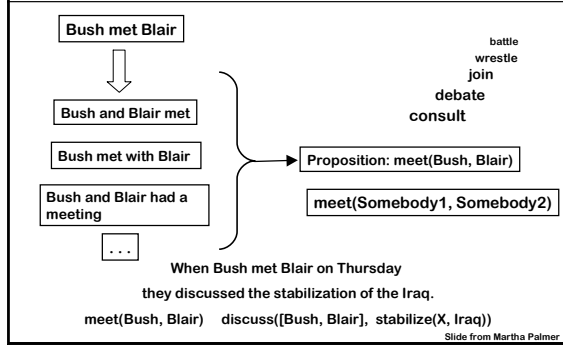 Bush met Blair
Bush and Blair met
Bush met with Blair
Bush and Blair had a
meeting
...
battle
wrestle
join
debate
consult
Proposition: meet(Bush, Blair)
meet(Somebody1, Somebody2)
When Bush met Blair on Thursday
they discussed the stabilization of the Iraq.
meet(Bush, Blair) discuss([Bush, Blair], stabilize(X, Iraq))
Slide from Martha Palmer